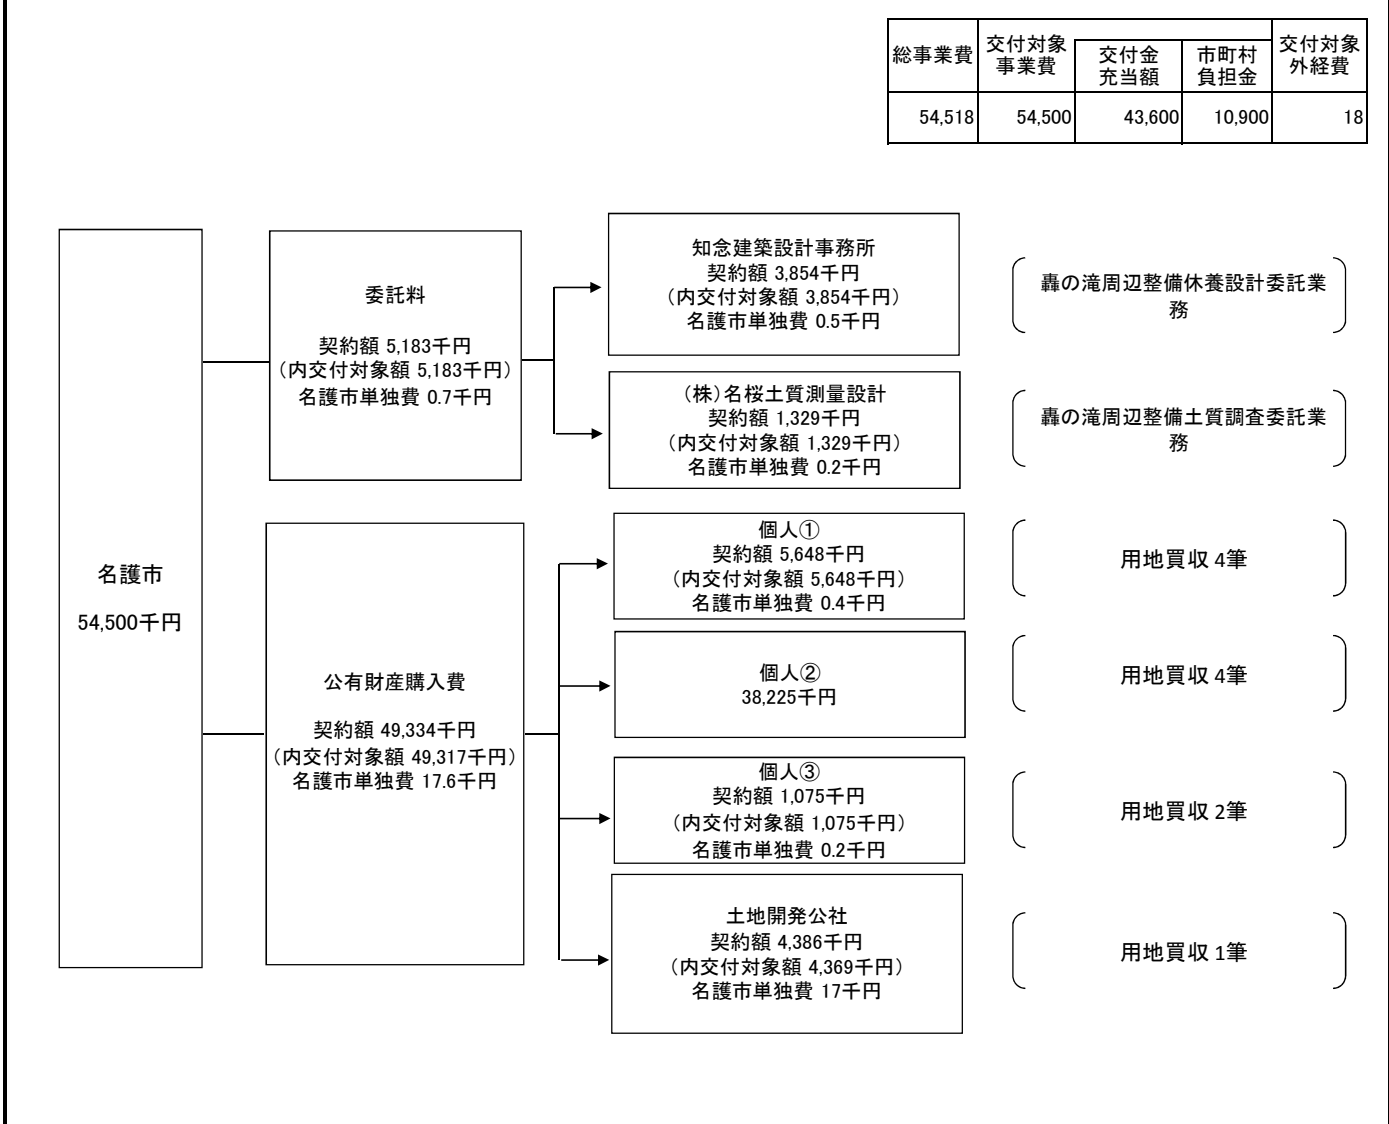 総事業費
交付対象
事業費
交付金
充当額
市町村
負担金
交付対象
外経費
54,518
54,500
43,600
10,900
18
名護市
54,500千円
委託料
契約額 5,183千円
（内交付対象額 5,183千円）
名護市単独費 0.7千円
知念建築設計事務所
契約額 3,854千円
（内交付対象額 3,854千円）
名護市単独費 0.5千円
轟の滝周辺整備休養設計委託業
務
（株）名桜土質測量設計
契約額 1,329千円
（内交付対象額 1,329千円）
名護市単独費 0.2千円
轟の滝周辺整備土質調査委託業
務
公有財産購入費
契約額 49,334千円
（内交付対象額 49,317千円）
名護市単独費 17.6千円
個人①
契約額 5,648千円
（内交付対象額 5,648千円）
名護市単独費 0.4千円
用地買収 4筆
個人②
38,225千円
用地買収 4筆
個人③
契約額 1,075千円
（内交付対象額 1,075千円）
名護市単独費 0.2千円
用地買収 2筆
土地開発公社
契約額 4,386千円
（内交付対象額 4,369千円）
名護市単独費 17千円
用地買収 1筆